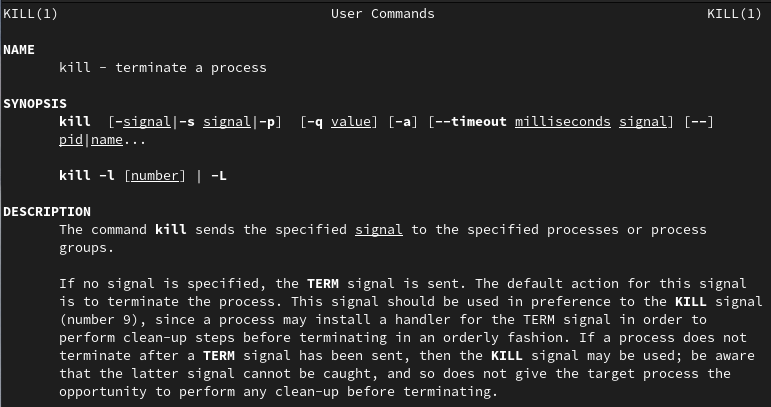 KILL(1) User Commands KILL(1)
NAME
kill - terminate a process
SYNOPSIS
kill [-signal|-s signal|-p] [-q value] [-a] [--timeout milliseconds signal] [--]
pid|name...
kill -l [number] | -L
DESCRIPTION
The command kill sends the specified signal to the specified processes or process
groups.
If no signal is specified, the TERM signal is sent. The default action for this signal
is to terminate the process. This signal should be used in preference to the KILL signal
(number 9), since a process may install a handler for the TERM signal in order to
perform clean-up steps before terminating in an orderly fashion. If a process does not
terminate after a TERM signal has been sent, then the KILL signal may be used; be aware
that the latter signal cannot be caught, and so does not give the target process the
opportunity to perform any clean-up before terminating.